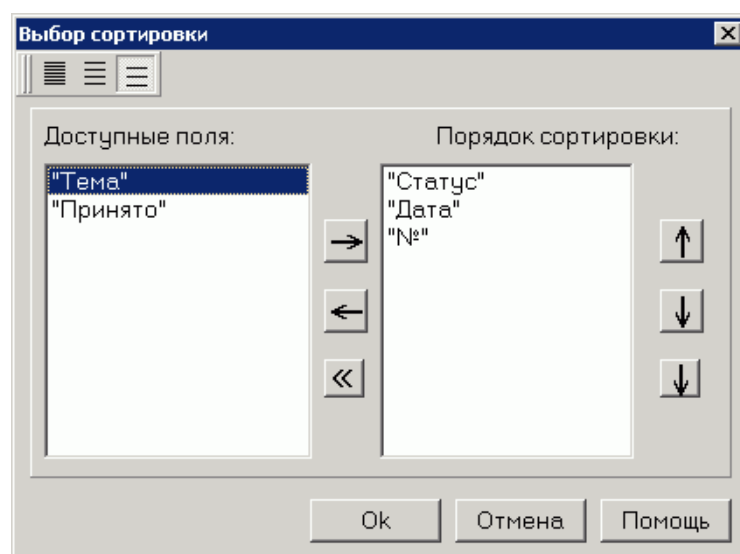 Выбор сортировки
Доступные поля:
Порядок сортировки:
"Тема"
"Принято"
"Статус"
"Дата"
"№"
Ok
Отмена
Помощь